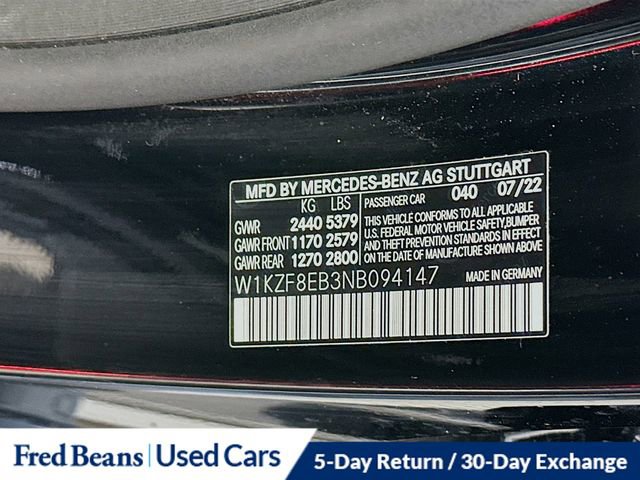 MFD BY MERCEDES-BENZ AG STUTTGART
KG LBS PASSENGER CAR 040 07/22
GVWR 2440 5379
GAWR FRONT 1170 2579
GAWR REAR 1270 2800
THIS VEHICLE CONFORMS TO ALL APPLICABLE
U.S. FEDERAL MOTOR VEHICLE SAFETY,BUMPER
AND THEFT PREVENTION STANDARDS IN EFFECT
ON THE DATE OF MANUFACTURE SHOWN ABOVE
W1KZF8EB3NB094147 MADE IN GERMANY
Fred Beans | Used Cars 5-Day Return / 30-Day Exchange